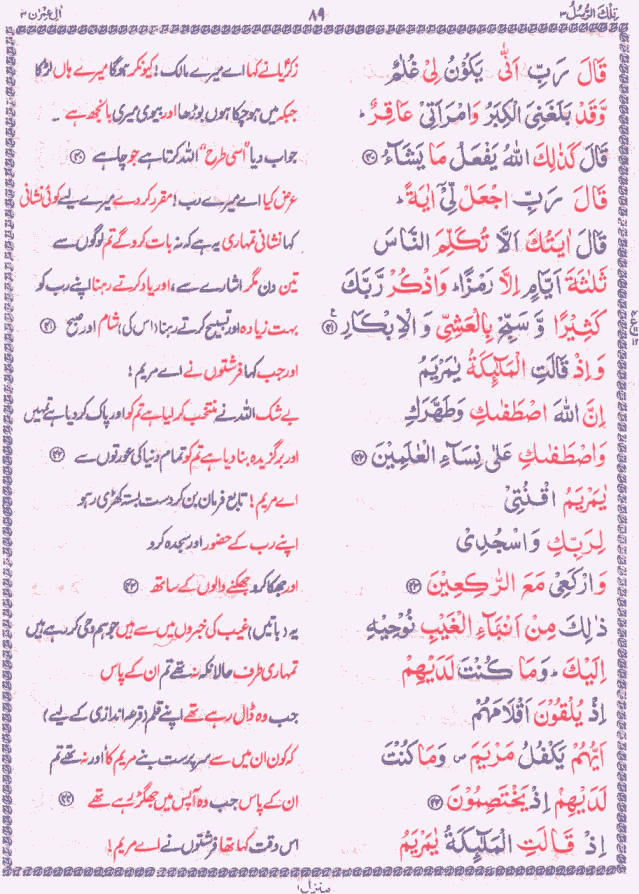 تِلْكَ الرُّسُلُ ٣
٨٩
اٰلِ عِمْرٰن ٣
قَالَ رَبِّ اَنّٰى يَكُوْنُ لِىْ غُلٰمٌ
زکریا نے کہا اے میرے مالک! کیونکر ہوگا میرے ہاں لڑکا
وَّقَدْ بَلَغَنِىَ الْكِبَرُ وَامْرَاَتِىْ عَاقِرٌ ؕ
جبکہ میں ہو چکا ہوں بوڑھا اور بیوی میری بانجھ ہے ۔
قَالَ كَذٰلِكَ اللّٰهُ يَفْعَلُ مَا يَشَآءُ ﴿۴۰﴾
جواب دیا "اسی طرح" اللہ کرتا ہے جو چاہے ﴿۴۰﴾
قَالَ رَبِّ اجْعَلْ لِّىْۤ اٰيَةً ؕ
عرض کیا اے میرے رب! مقرر کر دے میرے لیے کوئی نشانی
قَالَ اٰيَتُكَ اَلَّا تُكَلِّمَ النَّاسَ
کہا نشانی تمہاری یہ ہے کہ نہ بات کرو گے تم لوگوں سے
ثَلٰثَةَ اَيَّامٍ اِلَّا رَمْزًا ؕ وَاذْكُرْ رَّبَّكَ
تین دن مگر اشارے سے، اور یاد کرتے رہنا اپنے رب کو
كَثِيْرًا وَّسَبِّحْ بِالْعَشِىِّ وَالْاِبْكَارِ ﴿۴۱﴾ ع
بہت زیادہ اور تسبیح کرتے رہنا (اس کی) شام اور صبح ﴿۴۱﴾
وَاِذْ قَالَتِ الْمَلٰٓئِكَةُ يٰمَرْيَمُ
اور جب کہا فرشتوں نے اے مریم!
اِنَّ اللّٰهَ اصْطَفٰىكِ وَطَهَّرَكِ
بے شک اللہ نے منتخب کر لیا ہے تم کو اور پاک کر دیا ہے تمہیں
وَاصْطَفٰىكِ عَلٰى نِسَآءِ الْعٰلَمِيْنَ ﴿۴۲﴾
اور برگزیدہ بنا دیا ہے تم کو تمام دنیا کی عورتوں سے ﴿۴۲﴾
يٰمَرْيَمُ اقْنُتِىْ
اے مریم! تابع فرمان بن کر دست بستہ کھڑی رہو
لِرَبِّكِ وَاسْجُدِىْ
اپنے رب کے حضور اور سجدہ کرو
وَارْكَعِىْ مَعَ الرّٰكِعِيْنَ ﴿۴۳﴾
اور جھکا کرو جھکنے والوں کے ساتھ ﴿۴۳﴾
ذٰلِكَ مِنْ اَنْۢبَآءِ الْغَيْبِ نُوْحِيْهِ
یہ (باتیں) غیب کی خبروں میں سے ہیں جو ہم وحی کر رہے ہیں
اِلَيْكَ ؕ وَمَا كُنْتَ لَدَيْهِمْ
تمہاری طرف حالانکہ نہ تھے تم ان کے پاس
اِذْ يُلْقُوْنَ اَقْلَامَهُمْ
جب وہ ڈال رہے تھے اپنے قلم (قرعہ اندازی کے لیے)
اَيُّهُمْ يَكْفُلُ مَرْيَمَ ۪ وَمَا كُنْتَ
کہ کون ان میں سے سرپرست بنے مریم کا اور نہ تھے تم
لَدَيْهِمْ اِذْ يَخْتَصِمُوْنَ ﴿۴۴﴾
ان کے پاس جب وہ آپس میں جھگڑ رہے تھے ﴿۴۴﴾
اِذْ قَالَتِ الْمَلٰٓئِكَةُ يٰمَرْيَمُ
اس وقت کہا تھا فرشتوں نے اے مریم!
منزل ۱